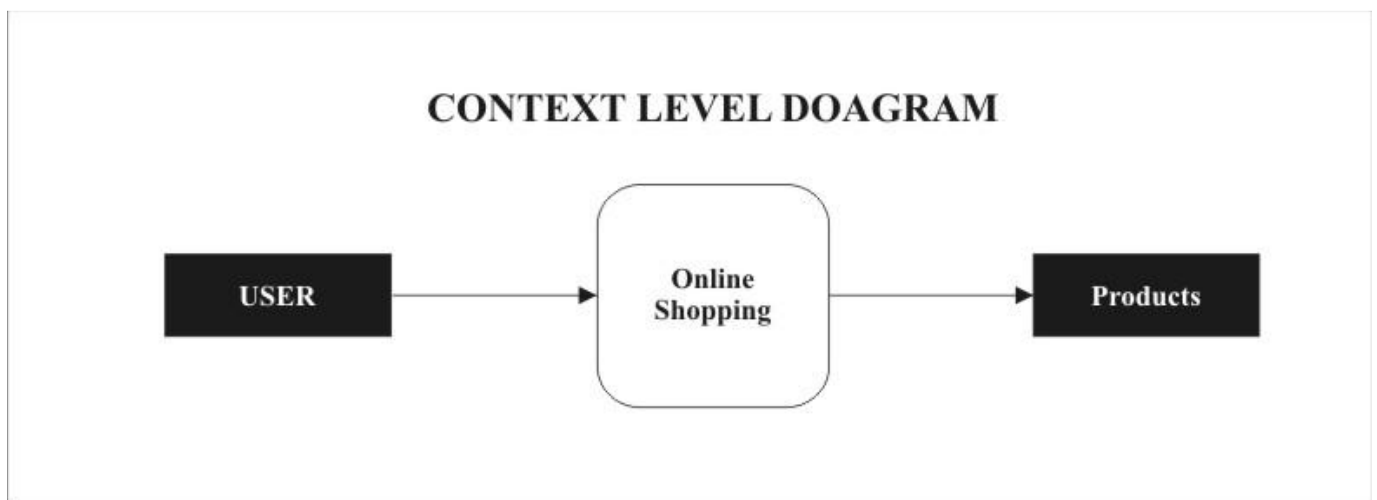 CONTEXT LEVEL DOAGRAM
USER
Online
Shopping
Products